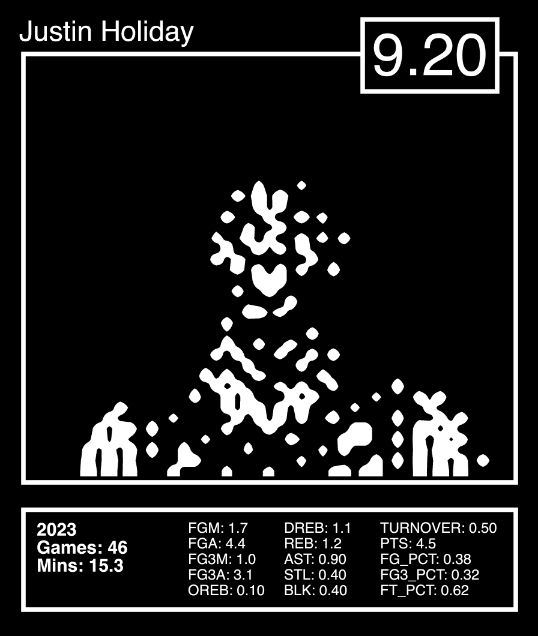 Justin Holiday
9.20
2023
Games: 46
Mins: 15.3
FGM: 1.7
FGA: 4.4
FG3M: 1.0
FG3A: 3.1
OREB: 0.10
DREB: 1.1
REB: 1.2
AST: 0.90
STL: 0.40
BLK: 0.40
TURNOVER: 0.50
PTS: 4.5
FG_PCT: 0.38
FG3_PCT: 0.32
FT_PCT: 0.62